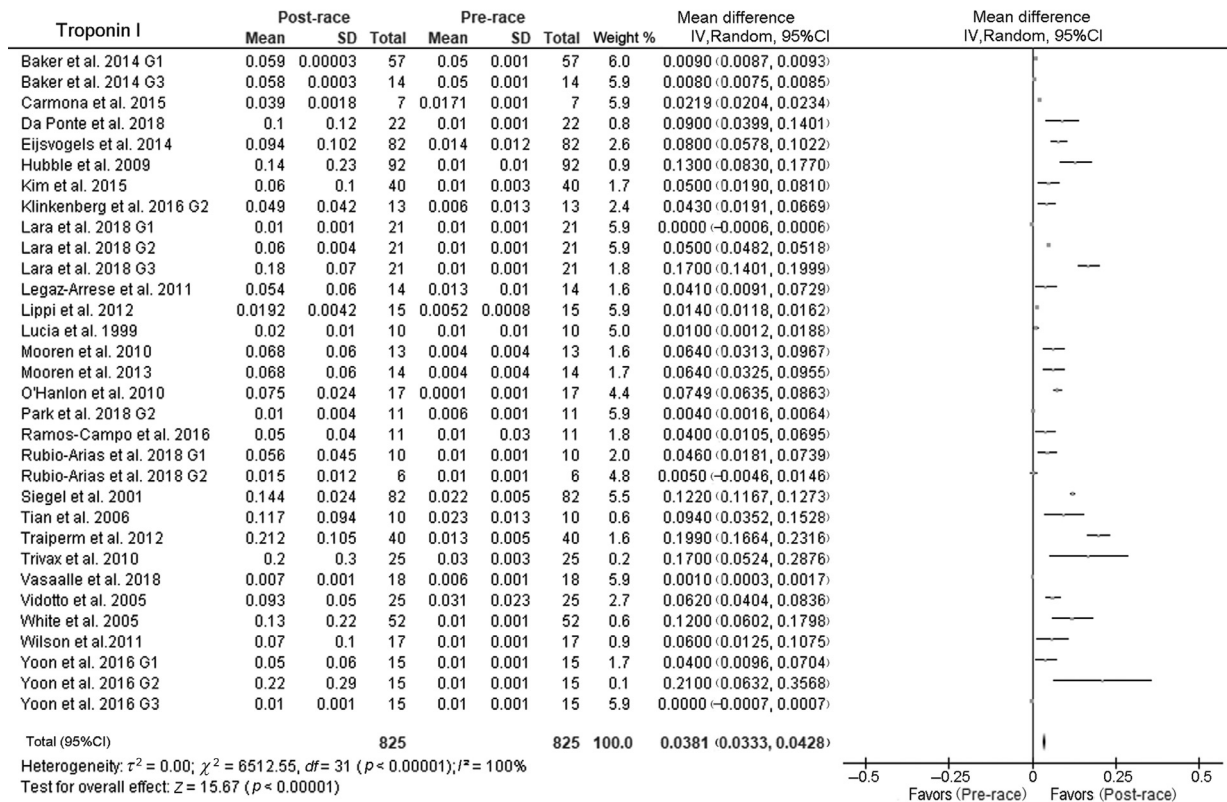 Troponin I Post-race Pre-race Mean difference Mean difference
Mean SD Total Mean SD Total Weight % IV,Random, 95%CI IV,Random, 95%CI
Baker et al. 2014 G1 0.059 0.00003 57 0.05 0.001 57 6.0 0.0090 (0.0087, 0.0093)
Baker et al. 2014 G3 0.058 0.0003 14 0.05 0.001 14 5.9 0.0080 (0.0075, 0.0085)
Carmona et al. 2015 0.039 0.0018 7 0.0171 0.001 7 5.9 0.0219 (0.0204, 0.0234)
Da Ponte et al. 2018 0.1 0.12 22 0.01 0.001 22 0.8 0.0900 (0.0399, 0.1401)
Eijsvogels et al. 2014 0.094 0.102 82 0.014 0.012 82 2.6 0.0800 (0.0578, 0.1022)
Hubble et al. 2009 0.14 0.23 92 0.01 0.01 92 0.9 0.1300 (0.0830, 0.1770)
Kim et al. 2015 0.06 0.1 40 0.01 0.003 40 1.7 0.0500 (0.0190, 0.0810)
Klinkenberg et al. 2016 G2 0.049 0.042 13 0.006 0.013 13 2.4 0.0430 (0.0191, 0.0669)
Lara et al. 2018 G1 0.01 0.001 21 0.01 0.001 21 5.9 0.0000 (−0.0006, 0.0006)
Lara et al. 2018 G2 0.06 0.004 21 0.01 0.001 21 5.9 0.0500 (0.0482, 0.0518)
Lara et al. 2018 G3 0.18 0.07 21 0.01 0.001 21 1.8 0.1700 (0.1401, 0.1999)
Legaz-Arrese et al. 2011 0.054 0.06 14 0.013 0.01 14 1.6 0.0410 (0.0091, 0.0729)
Lippi et al. 2012 0.0192 0.0042 15 0.0052 0.0008 15 5.9 0.0140 (0.0118, 0.0162)
Lucia et al. 1999 0.02 0.01 10 0.01 0.01 10 5.0 0.0100 (0.0012, 0.0188)
Mooren et al. 2010 0.068 0.06 13 0.004 0.004 13 1.6 0.0640 (0.0313, 0.0967)
Mooren et al. 2013 0.068 0.06 14 0.004 0.004 14 1.7 0.0640 (0.0325, 0.0955)
O'Hanlon et al. 2010 0.075 0.024 17 0.0001 0.001 17 4.4 0.0749 (0.0635, 0.0863)
Park et al. 2018 G2 0.01 0.004 11 0.006 0.001 11 5.9 0.0040 (0.0016, 0.0064)
Ramos-Campo et al. 2016 0.05 0.04 11 0.01 0.03 11 1.8 0.0400 (0.0105, 0.0695)
Rubio-Arias et al. 2018 G1 0.056 0.045 10 0.01 0.001 10 2.0 0.0460 (0.0181, 0.0739)
Rubio-Arias et al. 2018 G2 0.015 0.012 6 0.01 0.001 6 4.8 0.0050 (−0.0046, 0.0146)
Siegel et al. 2001 0.144 0.024 82 0.022 0.005 82 5.5 0.1220 (0.1167, 0.1273)
Tian et al. 2006 0.117 0.094 10 0.023 0.013 10 0.6 0.0940 (0.0352, 0.1528)
Traiperm et al. 2012 0.212 0.105 40 0.013 0.005 40 1.6 0.1990 (0.1664, 0.2316)
Trivax et al. 2010 0.2 0.3 25 0.03 0.003 25 0.2 0.1700 (0.0524, 0.2876)
Vasaalle et al. 2018 0.007 0.001 18 0.006 0.001 18 5.9 0.0010 (0.0003, 0.0017)
Vidotto et al. 2005 0.093 0.05 25 0.031 0.023 25 2.7 0.0620 (0.0404, 0.0836)
White et al. 2005 0.13 0.22 52 0.01 0.001 52 0.6 0.1200 (0.0602, 0.1798)
Wilson et al.2011 0.07 0.1 17 0.01 0.01 17 0.9 0.0600 (0.0125, 0.1075)
Yoon et al. 2016 G1 0.05 0.06 15 0.01 0.001 15 1.7 0.0400 (0.0096, 0.0704)
Yoon et al. 2016 G2 0.22 0.29 15 0.01 0.001 15 0.1 0.2100 (0.0632, 0.3568)
Yoon et al. 2016 G3 0.01 0.001 15 0.01 0.001 15 5.9 0.0000 (−0.0007, 0.0007)
Total (95%CI) 825 825 100.0 0.0381 (0.0333, 0.0428)
Heterogeneity: τ² = 0.00; χ² = 6512.55, df= 31 (p < 0.00001); I² = 100%
Test for overall effect: Z = 15.67 (p < 0.00001)
−0.5 −0.25 0 0.25 0.5
Favors (Pre-race) Favors (Post-race)